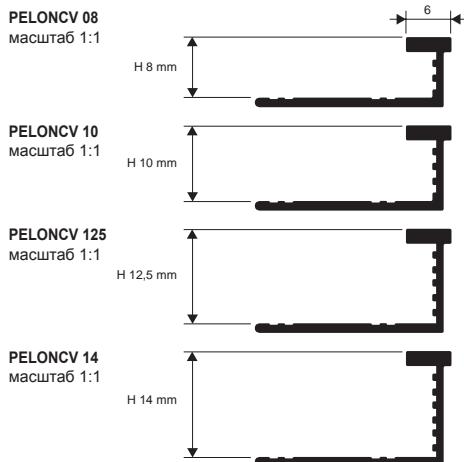 PELONCV 08
масштаб 1:1
6
H 8 mm
PELONCV 10
масштаб 1:1
H 10 mm
PELONCV 125
масштаб 1:1
H 12,5 mm
PELONCV 14
масштаб 1:1
H 14 mm